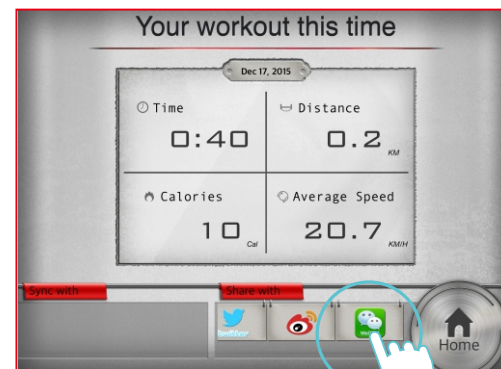 Your workout this time
Dec 17, 2015
Time
0:40
Distance
0.2 KM
Calories
10 Cal
Average Speed
20.7 KM/H
Sync with
Share with
twitter
Home